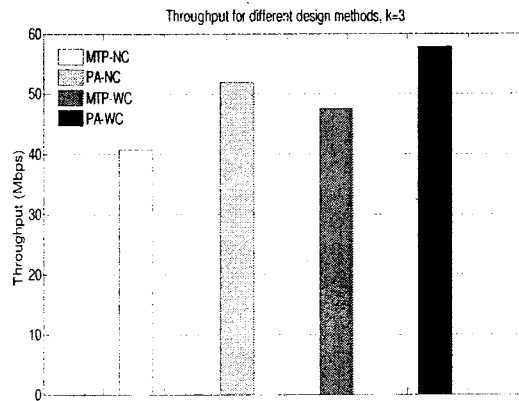 Throughput for different design methods, k=3
60
50
40
30
20
10
0
Throughput (Mbps)
MTP-NC
PA-NC
MTP-WC
PA-WC